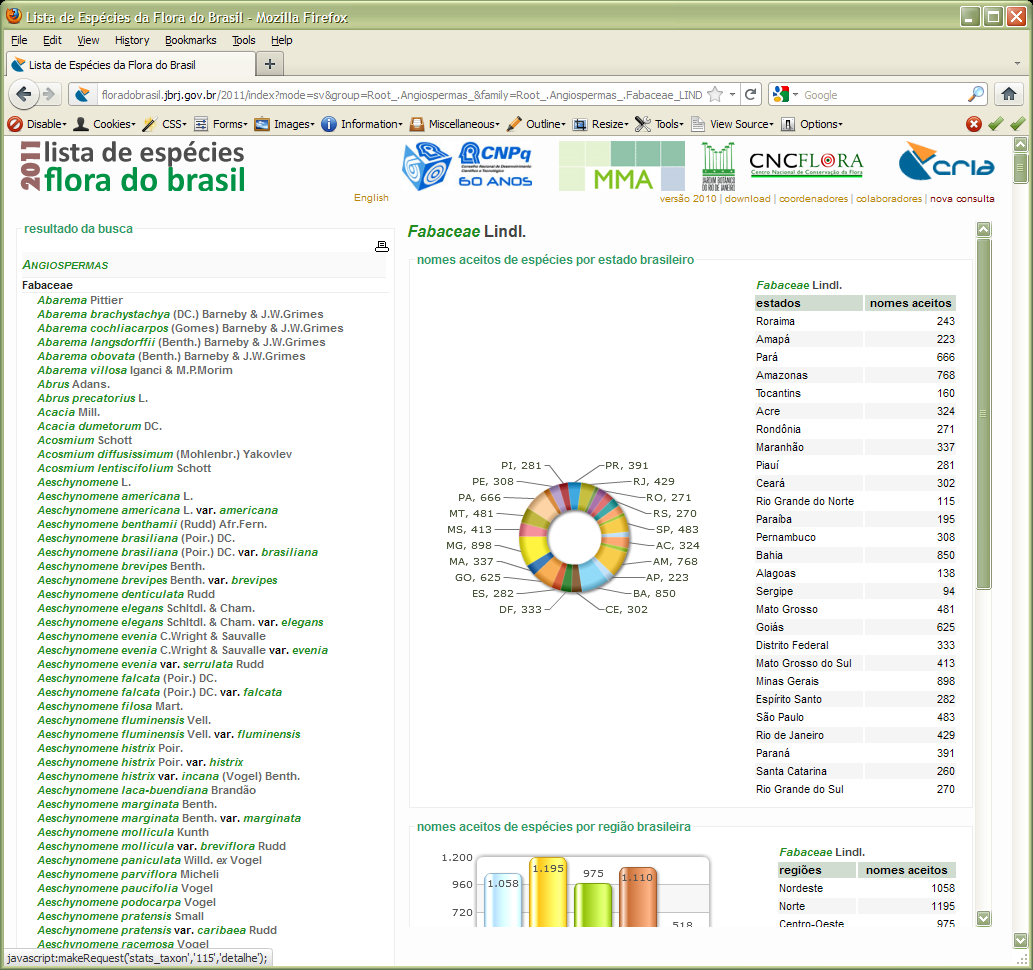 Lista de Espécies da Flora do Brasil - Mozilla Firefox
File Edit View History Bookmarks Tools Help
Lista de Espécies da Flora do Brasil
floradobrasil.jbrj.gov.br/2011/index?mode=sv&group=Root_.Angiospermas_&family=Root_.Angiospermas_.Fabaceae_LIND
Google
Disable Cookies CSS Forms Images Information Miscellaneous Outline Resize Tools View Source Options
2011 lista de espécies
flora do brasil
CNPq
Conselho Nacional de Desenvolvimento
Científico e Tecnológico
60 ANOS
MMA
JARDIM BOTÂNICO
DO RIO DE JANEIRO
CNCFLORA
Centro Nacional de Conservação da Flora
cria
English
versão 2010 | download | coordenadores | colaboradores | nova consulta
resultado da busca
ANGIOSPERMAS
Fabaceae
Abarema Pittier
Abarema brachystachya (DC.) Barneby & J.W.Grimes
Abarema cochliacarpos (Gomes) Barneby & J.W.Grimes
Abarema langsdorffii (Benth.) Barneby & J.W.Grimes
Abarema obovata (Benth.) Barneby & J.W.Grimes
Abarema villosa Iganci & M.P.Morim
Abrus Adans.
Abrus precatorius L.
Acacia Mill.
Acacia dumetorum DC.
Acosmium Schott
Acosmium diffusissimum (Mohlenbr.) Yakovlev
Acosmium lentiscifolium Schott
Aeschynomene L.
Aeschynomene americana L.
Aeschynomene americana L. var. americana
Aeschynomene benthamii (Rudd) Afr.Fern.
Aeschynomene brasiliana (Poir.) DC.
Aeschynomene brasiliana (Poir.) DC. var. brasiliana
Aeschynomene brevipes Benth.
Aeschynomene brevipes Benth. var. brevipes
Aeschynomene denticulata Rudd
Aeschynomene elegans Schltdl. & Cham.
Aeschynomene elegans Schltdl. & Cham. var. elegans
Aeschynomene evenia C.Wright & Sauvalle
Aeschynomene evenia C.Wright & Sauvalle var. evenia
Aeschynomene evenia var. serrulata Rudd
Aeschynomene falcata (Poir.) DC.
Aeschynomene falcata (Poir.) DC. var. falcata
Aeschynomene filosa Mart.
Aeschynomene fluminensis Vell.
Aeschynomene fluminensis Vell. var. fluminensis
Aeschynomene histrix Poir.
Aeschynomene histrix Poir. var. histrix
Aeschynomene histrix var. incana (Vogel) Benth.
Aeschynomene laca-buendiana Brandão
Aeschynomene marginata Benth.
Aeschynomene marginata Benth. var. marginata
Aeschynomene mollicula Kunth
Aeschynomene mollicula var. breviflora Rudd
Aeschynomene paniculata Willd. ex Vogel
Aeschynomene parviflora Micheli
Aeschynomene paucifolia Vogel
Aeschynomene podocarpa Vogel
Aeschynomene pratensis Small
Aeschynomene pratensis var. caribaea Rudd
Aeschynomene racemosa Vogel
javascript:makeRequest('stats_taxon','115','detalhe');
Fabaceae Lindl.
nomes aceitos de espécies por estado brasileiro
PI, 281 PR, 391
PE, 308 RJ, 429
PA, 666 RO, 271
MT, 481 RS, 270
MS, 413 SP, 483
MG, 898 AC, 324
MA, 337 AM, 768
GO, 625 AP, 223
ES, 282 BA, 850
DF, 333 CE, 302
Fabaceae Lindl.
estados nomes aceitos
Roraima 243
Amapá 223
Pará 666
Amazonas 768
Tocantins 160
Acre 324
Rondônia 271
Maranhão 337
Piauí 281
Ceará 302
Rio Grande do Norte 115
Paraíba 195
Pernambuco 308
Bahia 850
Alagoas 138
Sergipe 94
Mato Grosso 481
Goiás 625
Distrito Federal 333
Mato Grosso do Sul 413
Minas Gerais 898
Espírito Santo 282
São Paulo 483
Rio de Janeiro 429
Paraná 391
Santa Catarina 260
Rio Grande do Sul 270
nomes aceitos de espécies por região brasileira
1.200
960
720
1.058
1.195
975
1.110
518
Fabaceae Lindl.
regiões nomes aceitos
Nordeste 1058
Norte 1195
Centro-Oeste 975